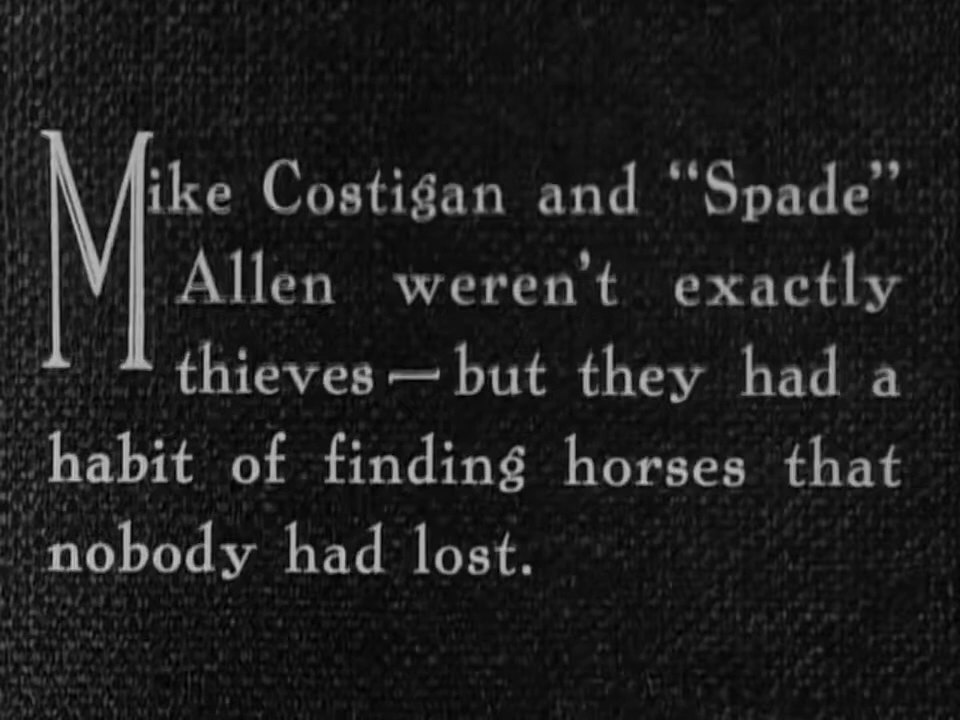 Mike Costigan and “Spade”
Allen weren’t exactly
thieves — but they had a
habit of finding horses that
nobody had lost.